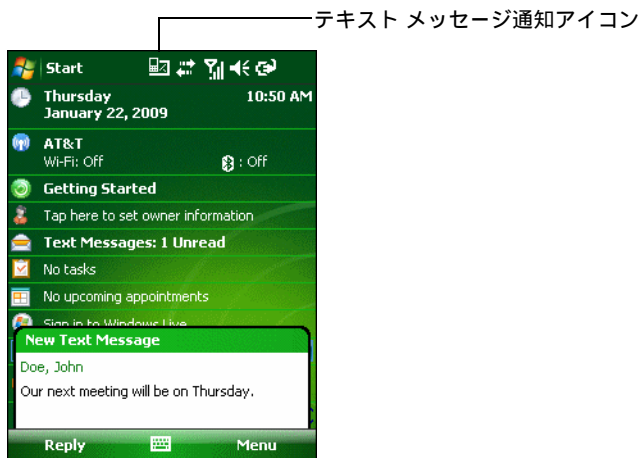 テキスト メッセージ通知アイコン
Start
Thursday 10:50 AM
January 22, 2009
AT&T
Wi-Fi: Off : Off
Getting Started
Tap here to set owner information
Text Messages: 1 Unread
No tasks
No upcoming appointments
Sign in to Windows Live
New Text Message
Doe, John
Our next meeting will be on Thursday.
Reply Menu